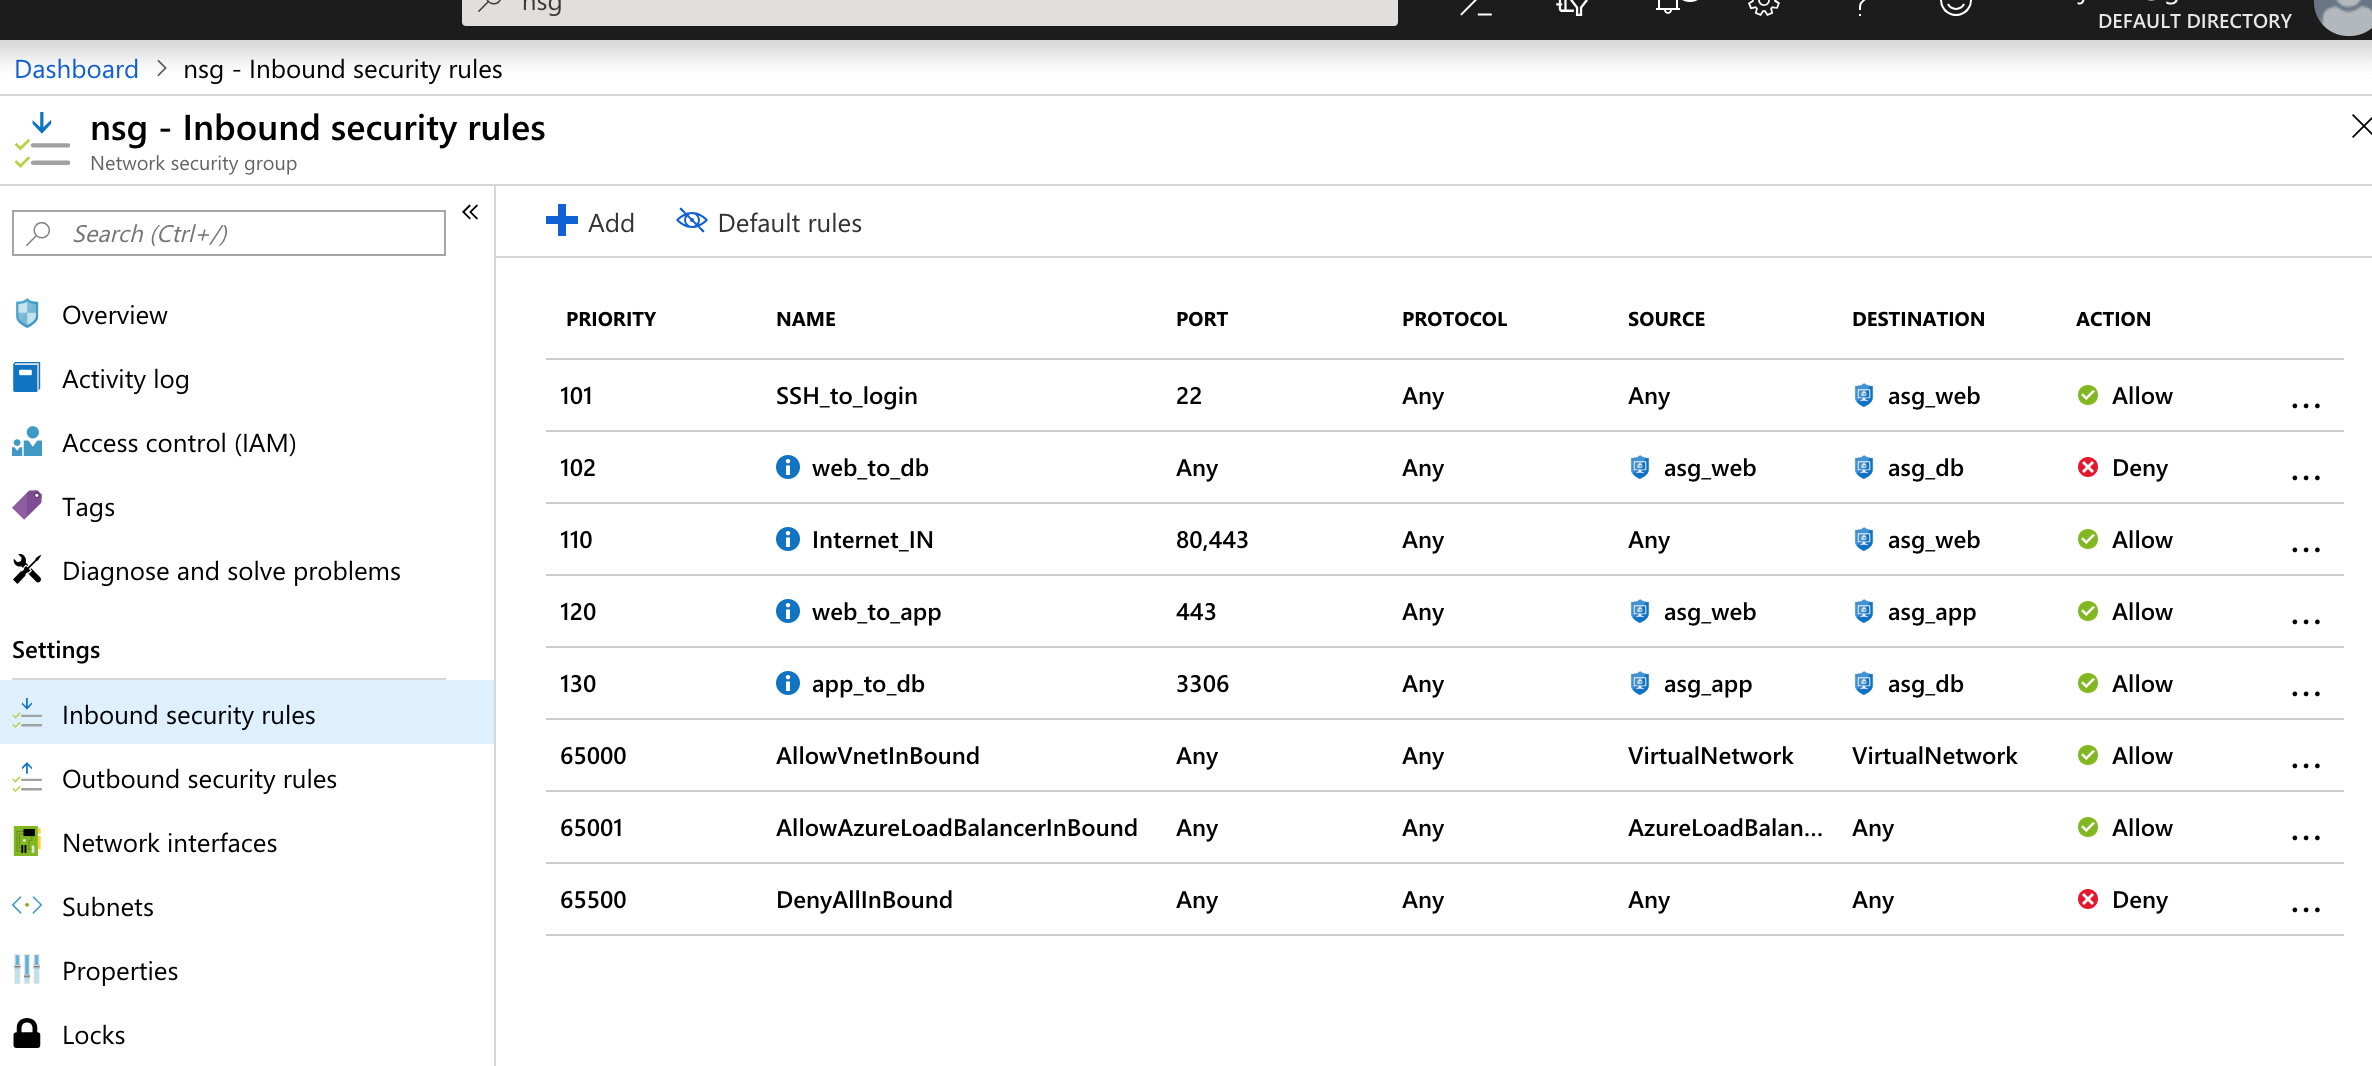 nsg
DEFAULT DIRECTORY
Dashboard > nsg - Inbound security rules
nsg - Inbound security rules
Network security group
Search (Ctrl+/)
«
Overview
Activity log
Access control (IAM)
Tags
Diagnose and solve problems
Settings
Inbound security rules
Outbound security rules
Network interfaces
Subnets
Properties
Locks
Add Default rules
PRIORITY NAME PORT PROTOCOL SOURCE DESTINATION ACTION
101 SSH_to_login 22 Any Any asg_web Allow ...
102 web_to_db Any Any asg_web asg_db Deny ...
110 Internet_IN 80,443 Any Any asg_web Allow ...
120 web_to_app 443 Any asg_web asg_app Allow ...
130 app_to_db 3306 Any asg_app asg_db Allow ...
65000 AllowVnetInBound Any Any VirtualNetwork VirtualNetwork Allow ...
65001 AllowAzureLoadBalancerInBound Any Any AzureLoadBalan... Any Allow ...
65500 DenyAllInBound Any Any Any Any Deny ...